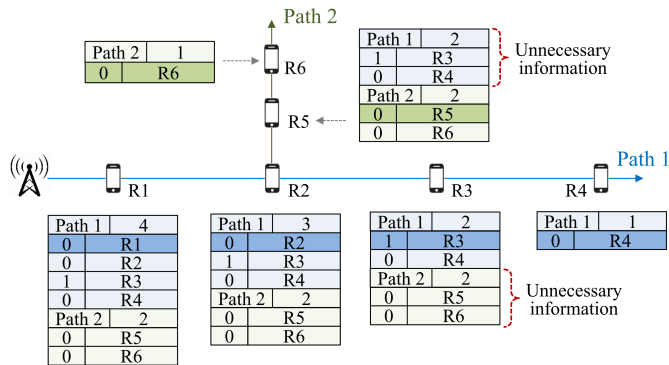 Path 2
Path 2 1
0 R6
R6
Path 1 2
1 R3
0 R4
Path 2 2
0 R5
0 R6
Unnecessary
information
R5
Path 1
R1
R2
R3
R4
Path 1 4
0 R1
0 R2
1 R3
0 R4
Path 2 2
0 R5
0 R6
Path 1 3
0 R2
1 R3
0 R4
Path 2 2
0 R5
0 R6
Path 1 2
1 R3
0 R4
Path 2 2
0 R5
0 R6
Unnecessary
information
Path 1 1
0 R4